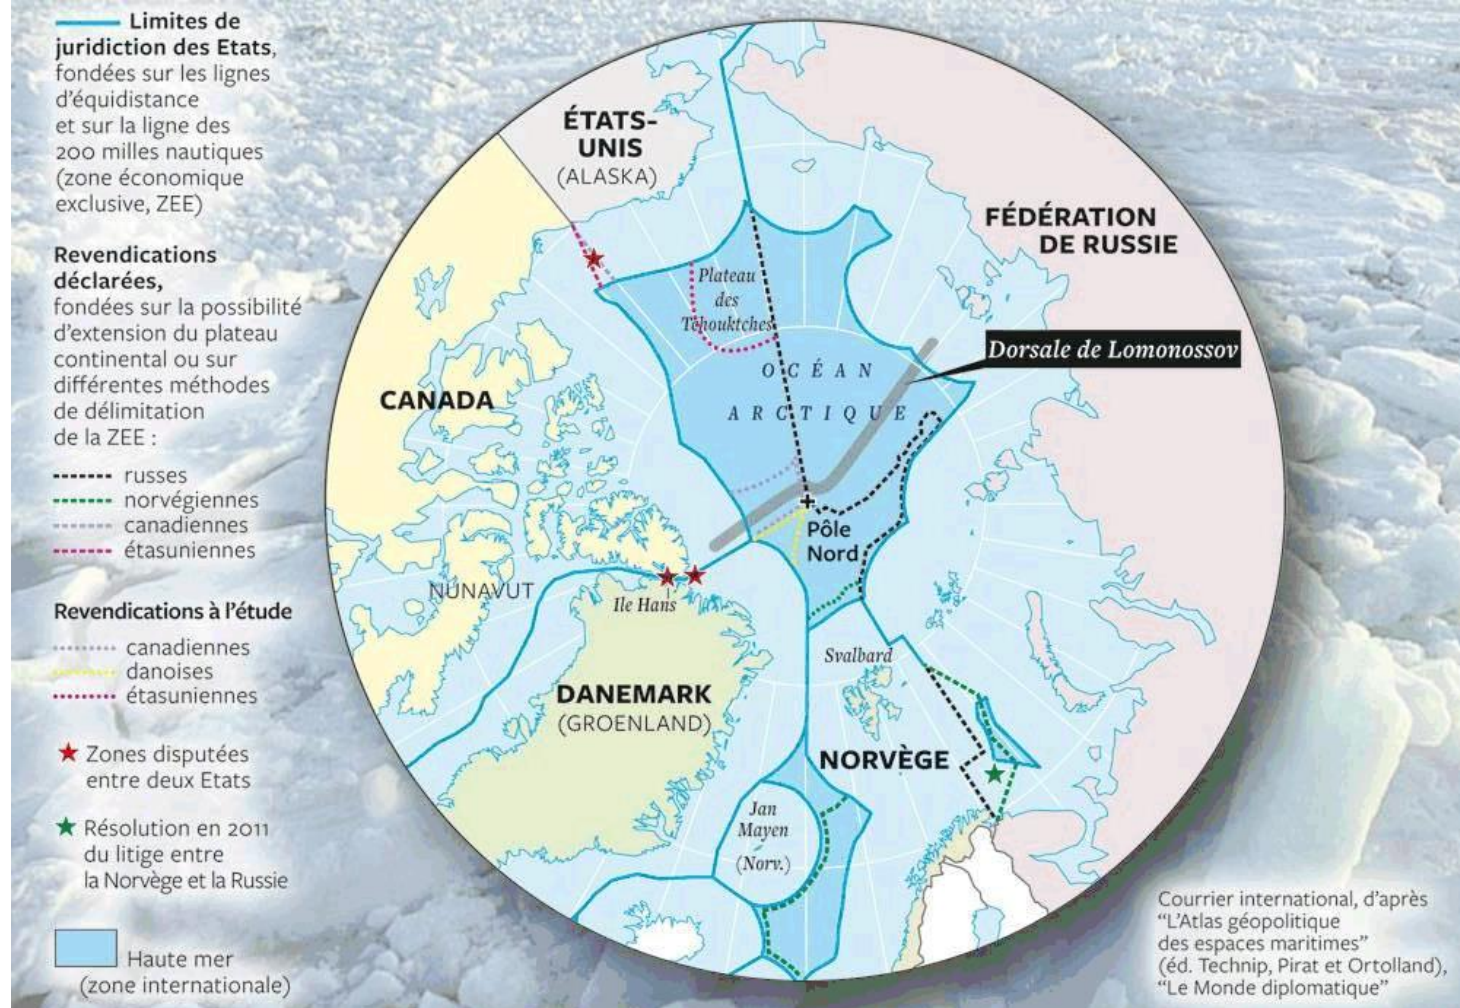 Limites de
juridiction des Etats,
fondées sur les lignes
d’équidistance
et sur la ligne des
200 milles nautiques
(zone économique
exclusive, ZEE)
Revendications
déclarées,
fondées sur la possibilité
d’extension du plateau
continental ou sur
différentes méthodes
de délimitation
de la ZEE :
russes
norvégiennes
canadiennes
étasuniennes
Revendications à l’étude
canadiennes
danoises
étasuniennes
Zones disputées
entre deux Etats
Résolution en 2011
du litige entre
la Norvège et la Russie
Haute mer
(zone internationale)
ÉTATS-
UNIS
(ALASKA)
FÉDÉRATION
DE RUSSIE
Plateau
des
Tchouktches
Dorsale de Lomonossov
OCÉAN
ARCTIQUE
CANADA
Pôle
Nord
NUNAVUT
Ile Hans
Svalbard
DANEMARK
(GROENLAND)
NORVÈGE
Jan
Mayen
(Norv.)
Courrier international, d’après
“L’Atlas géopolitique
des espaces maritimes”
(éd. Technip, Pirat et Ortolland),
“Le Monde diplomatique”